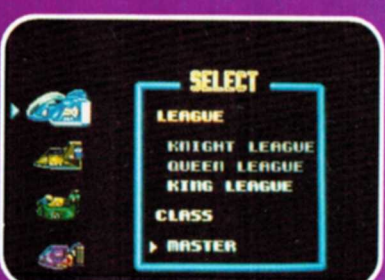 SELECT
LEAGUE
KNIGHT LEAGUE
QUEEN LEAGUE
KING LEAGUE
CLASS
MASTER